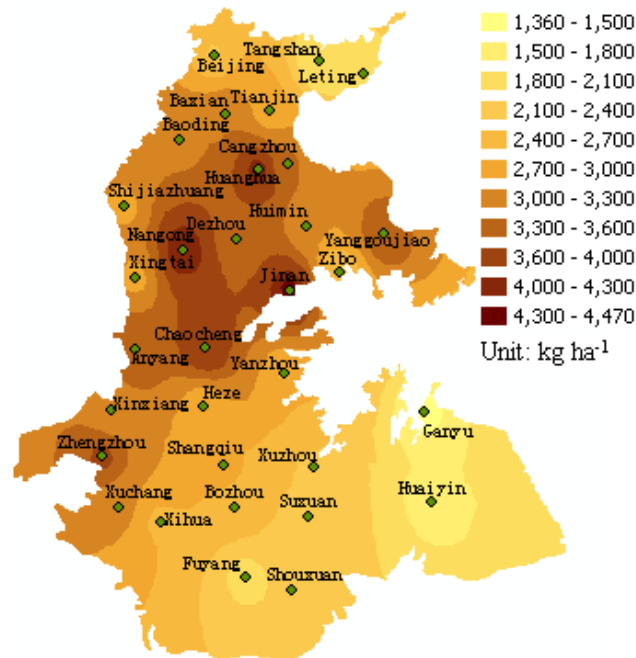 Tangshan
Beijing
Leting
Baxian
Tianjin
Baoding
Cangzhou
Huanghua
Shijiazhuang
Dezhou
Huimin
Nangong
Yanggoujiao
Zibo
Xingtai
Jinan
Chaocheng
Anyang
Yanzhou
Xinxiang
Heze
Ganyu
Zhengzhou
Shangqiu
Xuzhou
Xuchang
Bozhou
Suxuan
Huaiyin
Xihua
Fuyang
Shouxuan
1,360 - 1,500
1,500 - 1,800
1,800 - 2,100
2,100 - 2,400
2,400 - 2,700
2,700 - 3,000
3,000 - 3,300
3,300 - 3,600
3,600 - 4,000
4,000 - 4,300
4,300 - 4,470
Unit: kg ha⁻¹